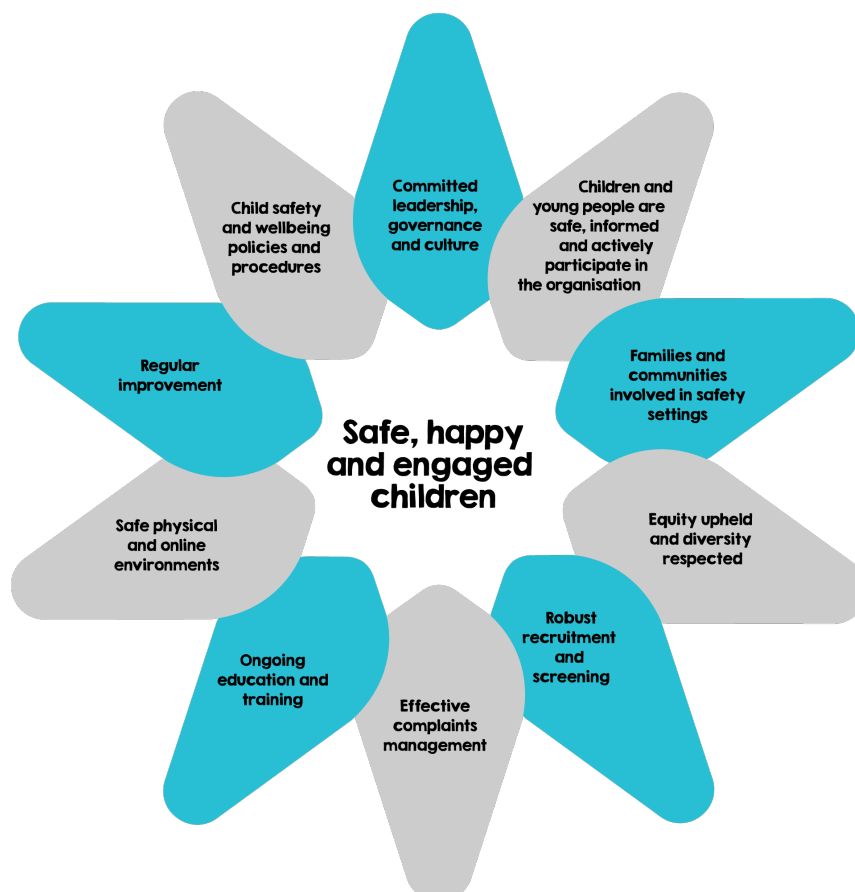 Committed
leadership,
governance
and culture
Children and
young people are
safe, informed
and actively
participate in
the organisation
Families and
communities
involved in safety
settings
Equity upheld
and diversity
respected
Robust
recruitment
and
screening
Effective
complaints
management
Ongoing
education and
training
Safe physical
and online
environments
Regular
improvement
Child safety
and wellbeing
policies and
procedures
Safe, happy
and engaged
children